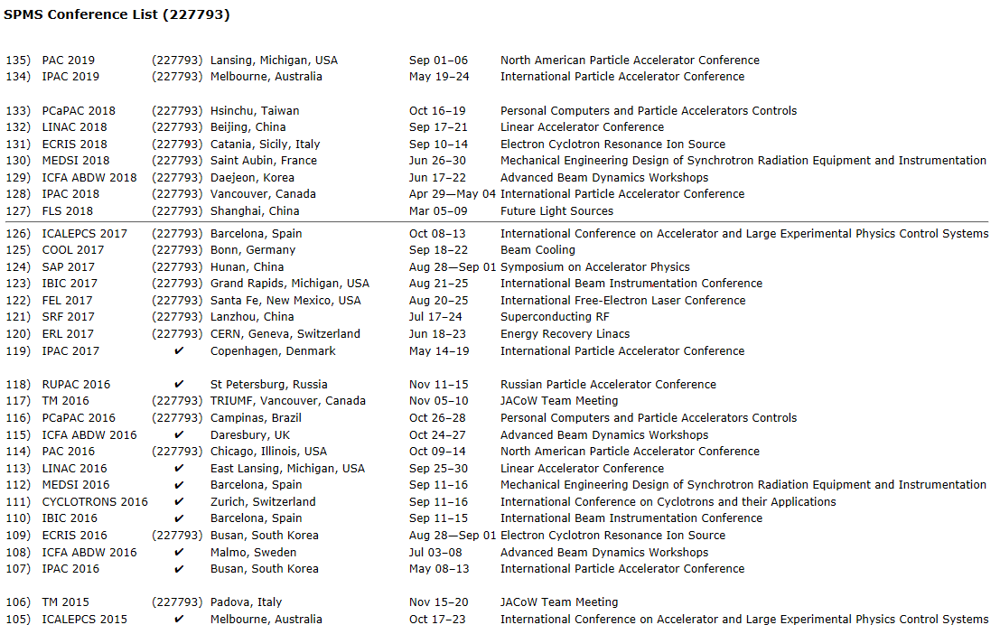 SPMS Conference List (227793)
135) PAC 2019 (227793) Lansing, Michigan, USA Sep 01–06 North American Particle Accelerator Conference
134) IPAC 2019 (227793) Melbourne, Australia May 19–24 International Particle Accelerator Conference
133) PCaPAC 2018 (227793) Hsinchu, Taiwan Oct 16–19 Personal Computers and Particle Accelerators Controls
132) LINAC 2018 (227793) Beijing, China Sep 17–21 Linear Accelerator Conference
131) ECRIS 2018 (227793) Catania, Sicily, Italy Sep 10–14 Electron Cyclotron Resonance Ion Source
130) MEDSI 2018 (227793) Saint Aubin, France Jun 26–30 Mechanical Engineering Design of Synchrotron Radiation Equipment and Instrumentation
129) ICFA ABDW 2018 (227793) Daejeon, Korea Jun 17–22 Advanced Beam Dynamics Workshops
128) IPAC 2018 (227793) Vancouver, Canada Apr 29—May 04 International Particle Accelerator Conference
127) FLS 2018 (227793) Shanghai, China Mar 05–09 Future Light Sources
126) ICALEPCS 2017 (227793) Barcelona, Spain Oct 08–13 International Conference on Accelerator and Large Experimental Physics Control Systems
125) COOL 2017 (227793) Bonn, Germany Sep 18–22 Beam Cooling
124) SAP 2017 (227793) Hunan, China Aug 28—Sep 01 Symposium on Accelerator Physics
123) IBIC 2017 (227793) Grand Rapids, Michigan, USA Aug 21–25 International Beam Instrumentation Conference
122) FEL 2017 (227793) Santa Fe, New Mexico, USA Aug 20–25 International Free-Electron Laser Conference
121) SRF 2017 (227793) Lanzhou, China Jul 17–24 Superconducting RF
120) ERL 2017 (227793) CERN, Geneva, Switzerland Jun 18–23 Energy Recovery Linacs
119) IPAC 2017 ✔ Copenhagen, Denmark May 14–19 International Particle Accelerator Conference
118) RUPAC 2016 ✔ St Petersburg, Russia Nov 11–15 Russian Particle Accelerator Conference
117) TM 2016 (227793) TRIUMF, Vancouver, Canada Nov 05–10 JACoW Team Meeting
116) PCaPAC 2016 (227793) Campinas, Brazil Oct 26–28 Personal Computers and Particle Accelerators Controls
115) ICFA ABDW 2016 ✔ Daresbury, UK Oct 24–27 Advanced Beam Dynamics Workshops
114) PAC 2016 (227793) Chicago, Illinois, USA Oct 09–14 North American Particle Accelerator Conference
113) LINAC 2016 ✔ East Lansing, Michigan, USA Sep 25–30 Linear Accelerator Conference
112) MEDSI 2016 ✔ Barcelona, Spain Sep 11–16 Mechanical Engineering Design of Synchrotron Radiation Equipment and Instrumentation
111) CYCLOTRONS 2016 ✔ Zurich, Switzerland Sep 11–16 International Conference on Cyclotrons and their Applications
110) IBIC 2016 ✔ Barcelona, Spain Sep 11–15 International Beam Instrumentation Conference
109) ECRIS 2016 (227793) Busan, South Korea Aug 28—Sep 01 Electron Cyclotron Resonance Ion Source
108) ICFA ABDW 2016 ✔ Malmo, Sweden Jul 03–08 Advanced Beam Dynamics Workshops
107) IPAC 2016 ✔ Busan, South Korea May 08–13 International Particle Accelerator Conference
106) TM 2015 (227793) Padova, Italy Nov 15–20 JACoW Team Meeting
105) ICALEPCS 2015 ✔ Melbourne, Australia Oct 17–23 International Conference on Accelerator and Large Experimental Physics Control Systems